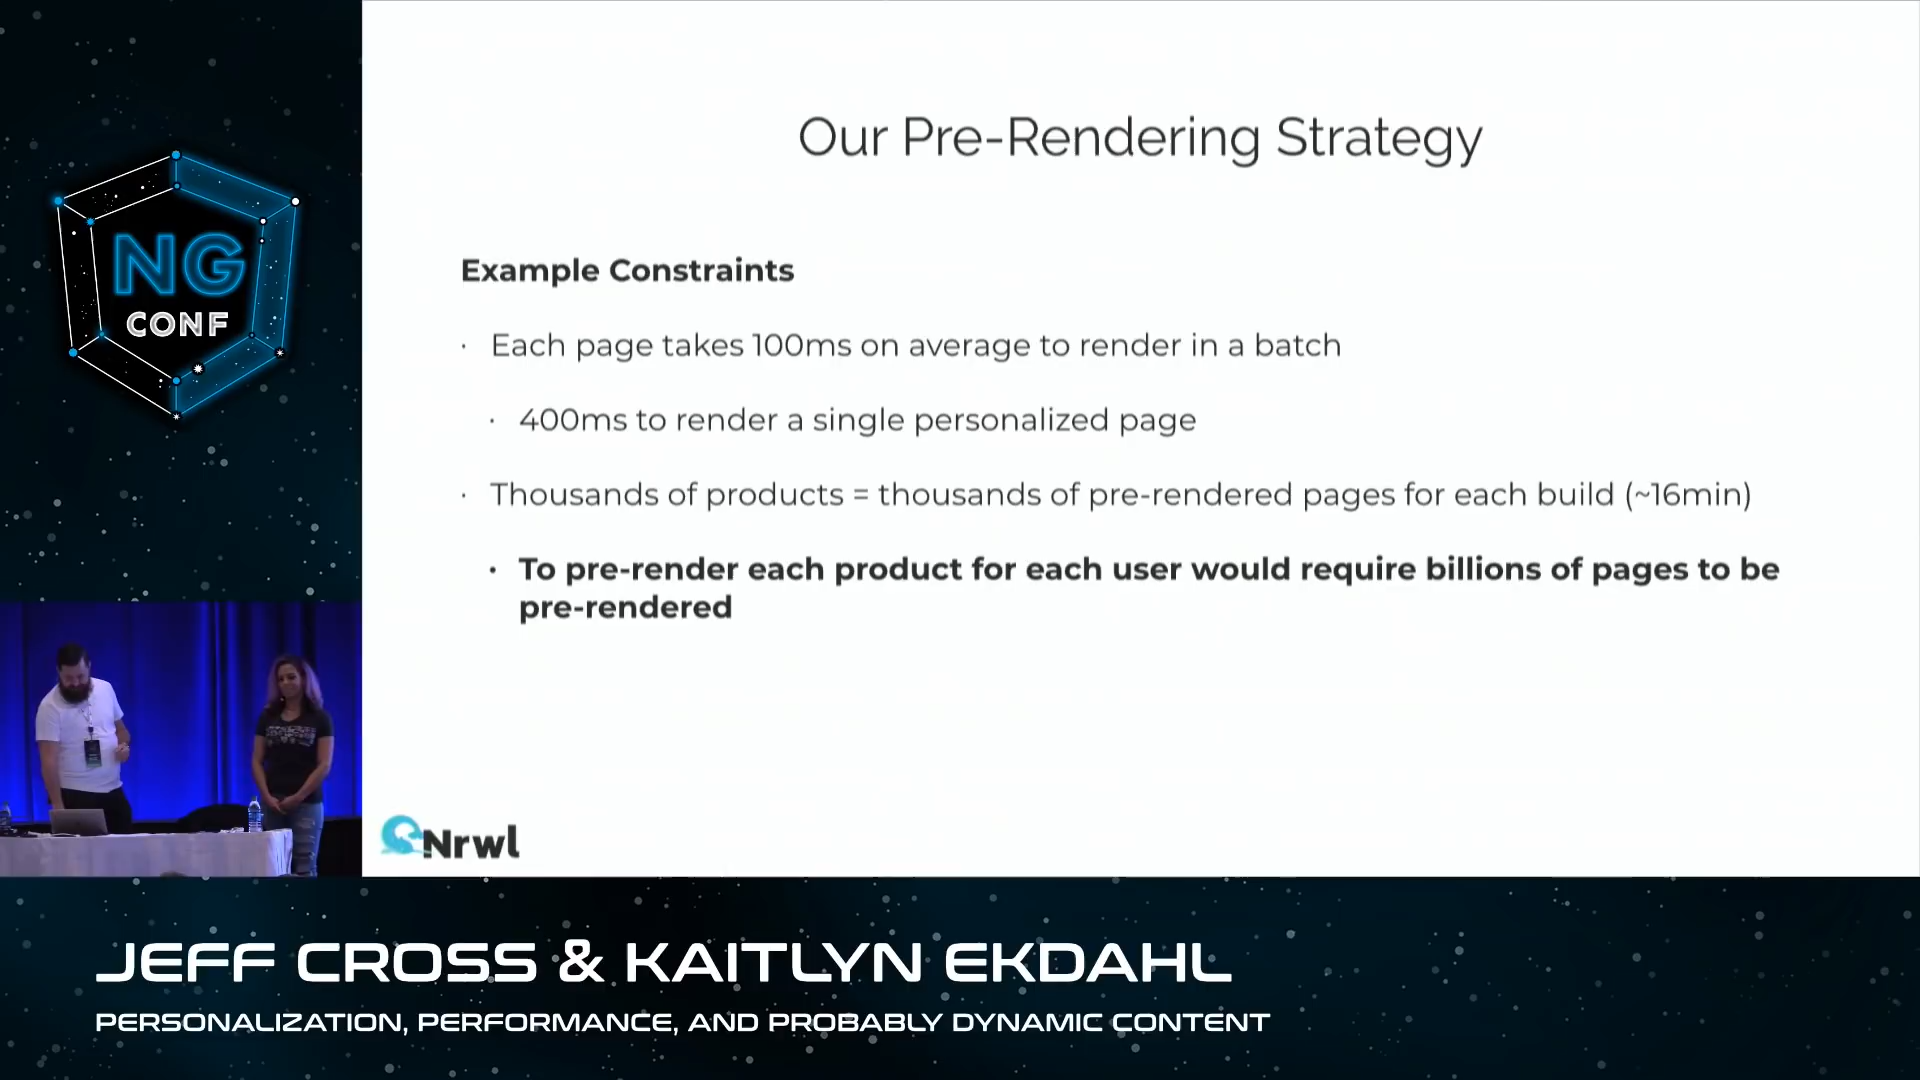 NG
CONF
Our Pre-Rendering Strategy
Example Constraints
· Each page takes 100ms on average to render in a batch
· 400ms to render a single personalized page
· Thousands of products = thousands of pre-rendered pages for each build (~16min)
· To pre-render each product for each user would require billions of pages to be
pre-rendered
Nrwl
JEFF CROSS & KAITLYN EKDAHL
PERSONALIZATION, PERFORMANCE, AND PROBABLY DYNAMIC CONTENT